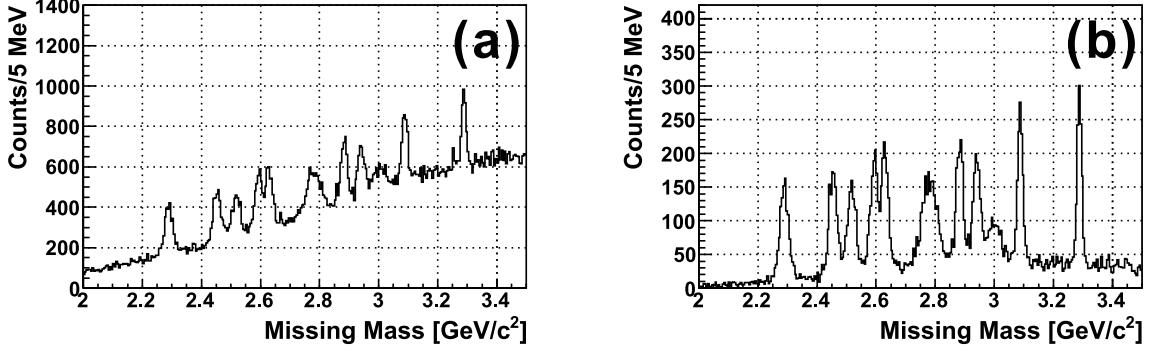 (a)
Counts/5 MeV
1400
1200
1000
800
600
400
200
0
2 2.2 2.4 2.6 2.8 3 3.2 3.4
Missing Mass [GeV/c²]
(b)
Counts/5 MeV
400
350
300
250
200
150
100
50
0
2 2.2 2.4 2.6 2.8 3 3.2 3.4
Missing Mass [GeV/c²]